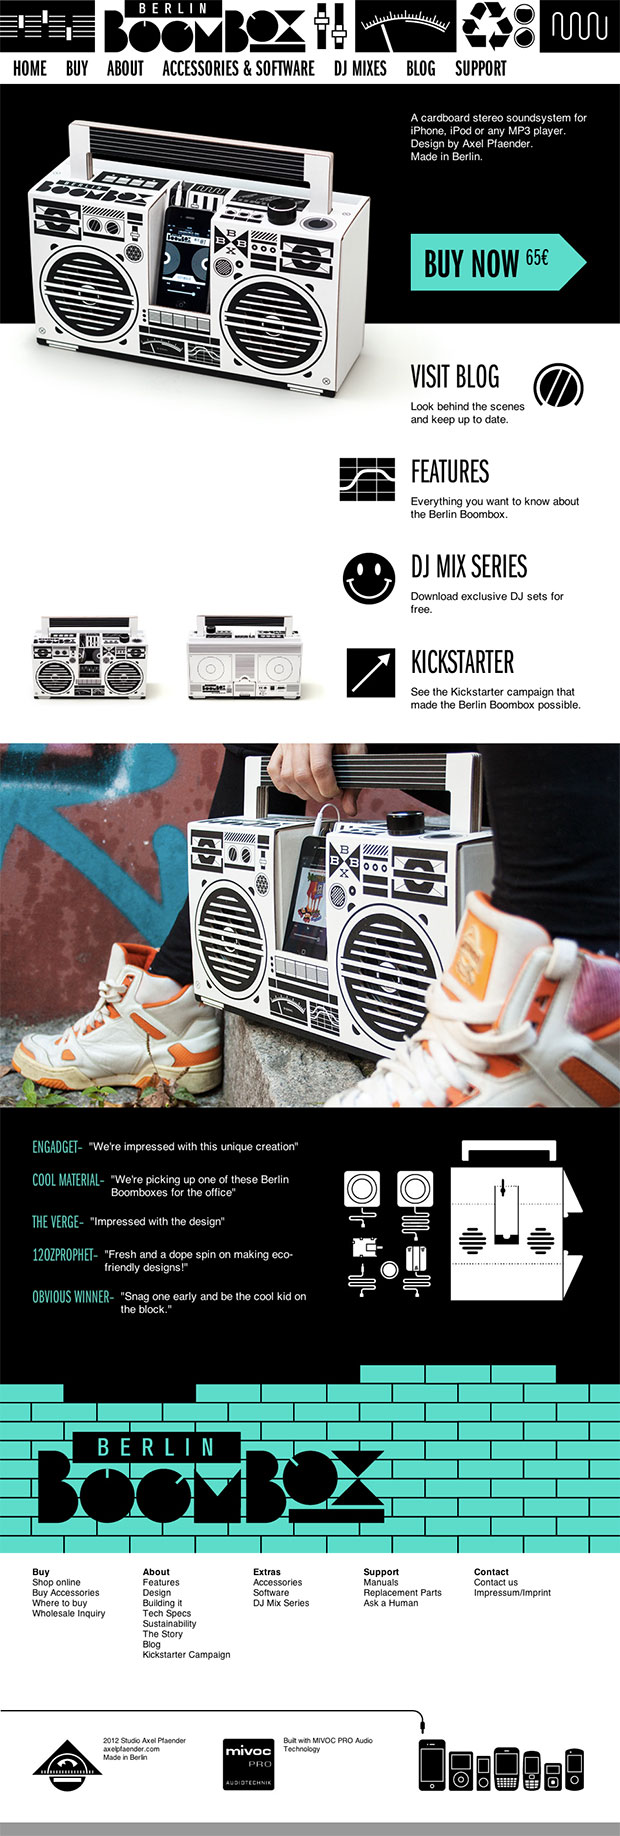 BERLIN
BOOMBOX
HOME BUY ABOUT ACCESSORIES & SOFTWARE DJ MIXES BLOG SUPPORT
A cardboard stereo soundsystem for
iPhone, iPod or any MP3 player.
Design by Axel Pfaender.
Made in Berlin.
BERLIN
BOOMBOX
B
B B
X
BUY NOW 65€
VISIT BLOG
Look behind the scenes
and keep up to date.
FEATURES
Everything you want to know about
the Berlin Boombox.
DJ MIX SERIES
Download exclusive DJ sets for
free.
KICKSTARTER
See the Kickstarter campaign that
made the Berlin Boombox possible.
B
B B
X
ENGADGET– "We're impressed with this unique creation"
COOL MATERIAL– "We're picking up one of these Berlin
Boomboxes for the office"
THE VERGE– "Impressed with the design"
12OZPROPHET– "Fresh and a dope spin on making eco-
friendly designs!"
OBVIOUS WINNER– "Snag one early and be the cool kid on
the block."
BERLIN
BOOMBOX
Buy
Shop online
Buy Accessories
Where to buy
Wholesale Inquiry
About
Features
Design
Building it
Tech Specs
Sustainability
The Story
Blog
Kickstarter Campaign
Extras
Accessories
Software
DJ Mix Series
Support
Manuals
Replacement Parts
Ask a Human
Contact
Contact us
Impressum/Imprint
2012 Studio Axel Pfaender
axelpfaender.com
Made in Berlin
mivoc
PRO
AUDIOTECHNIK
Built with MIVOC PRO Audio
Technology